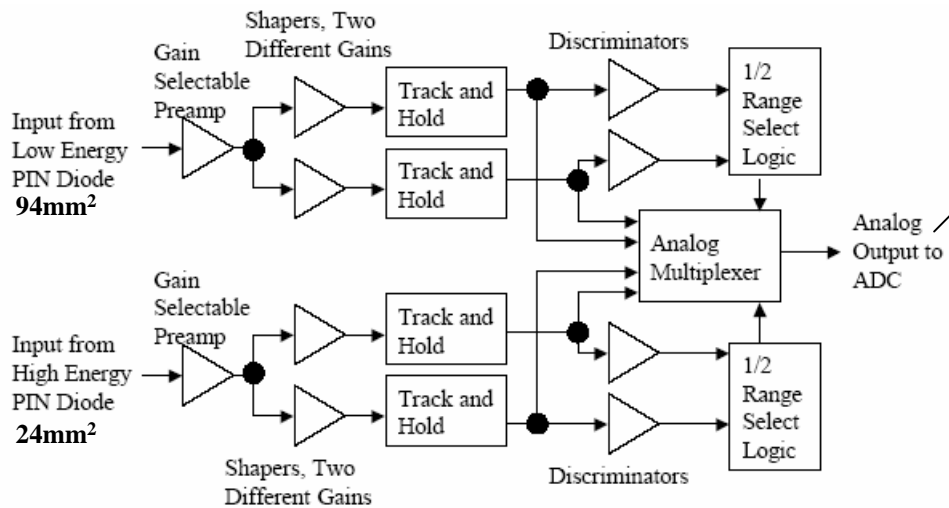 Shapers, Two
Different Gains
Gain
Selectable
Preamp
Input from
Low Energy
PIN Diode
94mm²
Track and
Hold
Track and
Hold
Discriminators
1/2
Range
Select
Logic
Analog
Multiplexer
Analog
Output to
ADC
Gain
Selectable
Preamp
Input from
High Energy
PIN Diode
24mm²
Track and
Hold
Track and
Hold
Shapers, Two
Different Gains
Discriminators
1/2
Range
Select
Logic